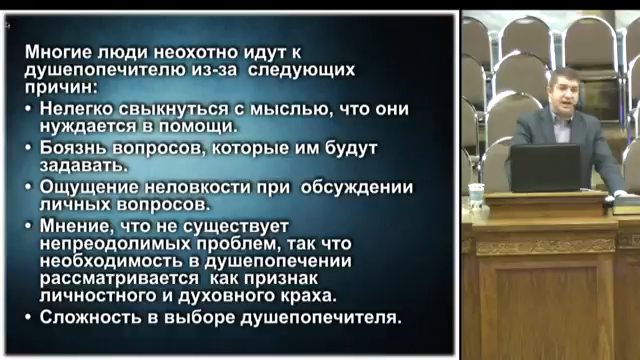 Многие люди неохотно идут к
душепопечителю из-за следующих
причин:
• Нелегко свыкнуться с мыслью, что они
нуждается в помощи.
• Боязнь вопросов, которые им будут
задавать.
• Ощущение неловкости при обсуждении
личных вопросов.
• Мнение, что не существует
непреодолимых проблем, так что
необходимость в душепопечении
рассматривается как признак
личностного и духовного краха.
• Сложность в выборе душепопечителя.